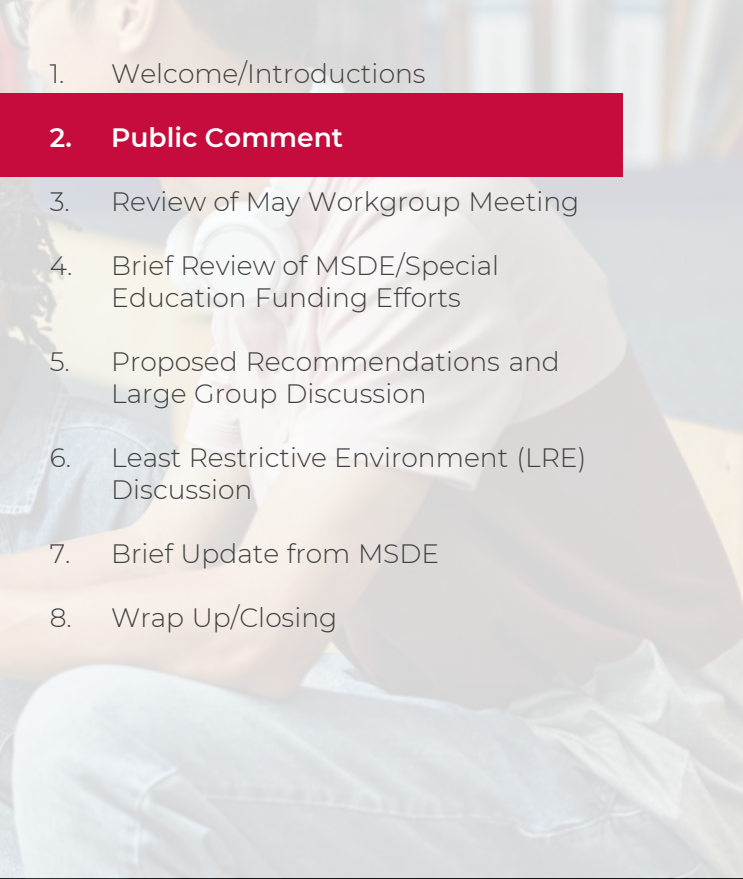 1. Welcome/Introductions
2. Public Comment
3. Review of May Workgroup Meeting
4. Brief Review of MSDE/Special
Education Funding Efforts
5. Proposed Recommendations and
Large Group Discussion
6. Least Restrictive Environment (LRE)
Discussion
7. Brief Update from MSDE
8. Wrap Up/Closing